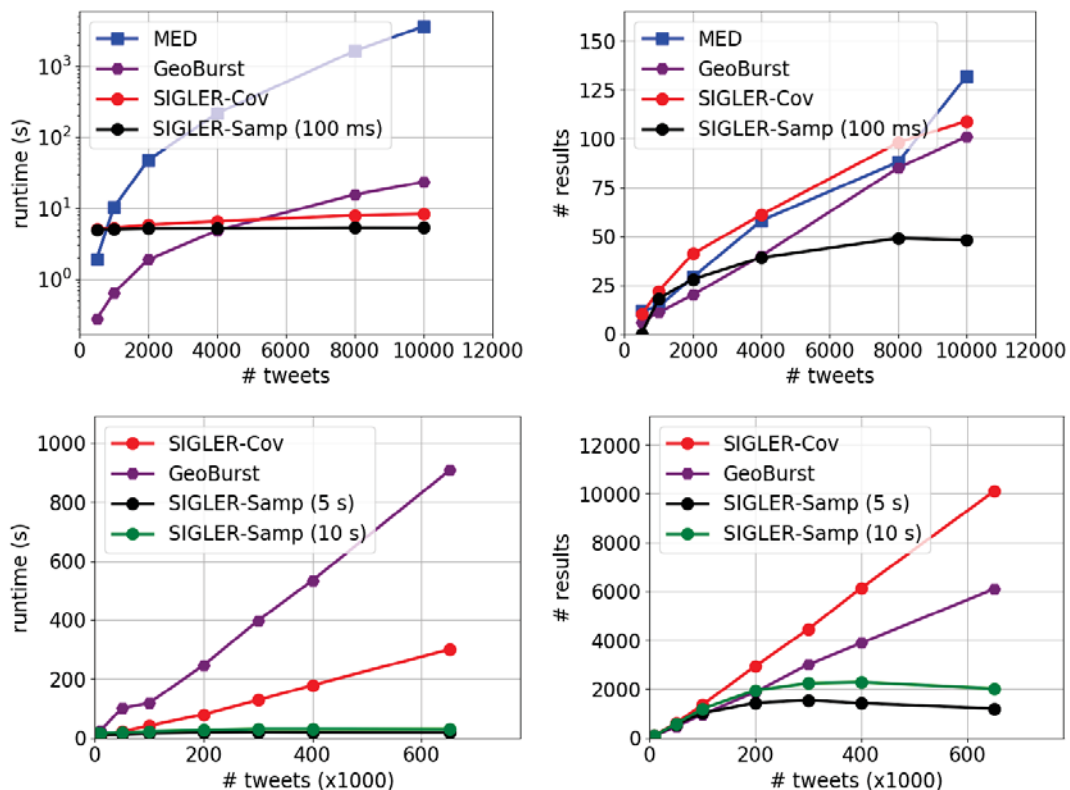 MED
GeoBurst
SIGLER-Cov
SIGLER-Samp (100 ms)
10³
10²
10¹
10⁰
runtime (s)
0 2000 4000 6000 8000 10000 12000
# tweets
MED
GeoBurst
SIGLER-Cov
SIGLER-Samp (100 ms)
150
125
100
75
50
25
0
# results
0 2000 4000 6000 8000 10000 12000
# tweets
SIGLER-Cov
GeoBurst
SIGLER-Samp (5 s)
SIGLER-Samp (10 s)
1000
800
600
400
200
0
runtime (s)
0 200 400 600
# tweets (x1000)
SIGLER-Cov
GeoBurst
SIGLER-Samp (5 s)
SIGLER-Samp (10 s)
12000
10000
8000
6000
4000
2000
0
# results
0 200 400 600
# tweets (x1000)